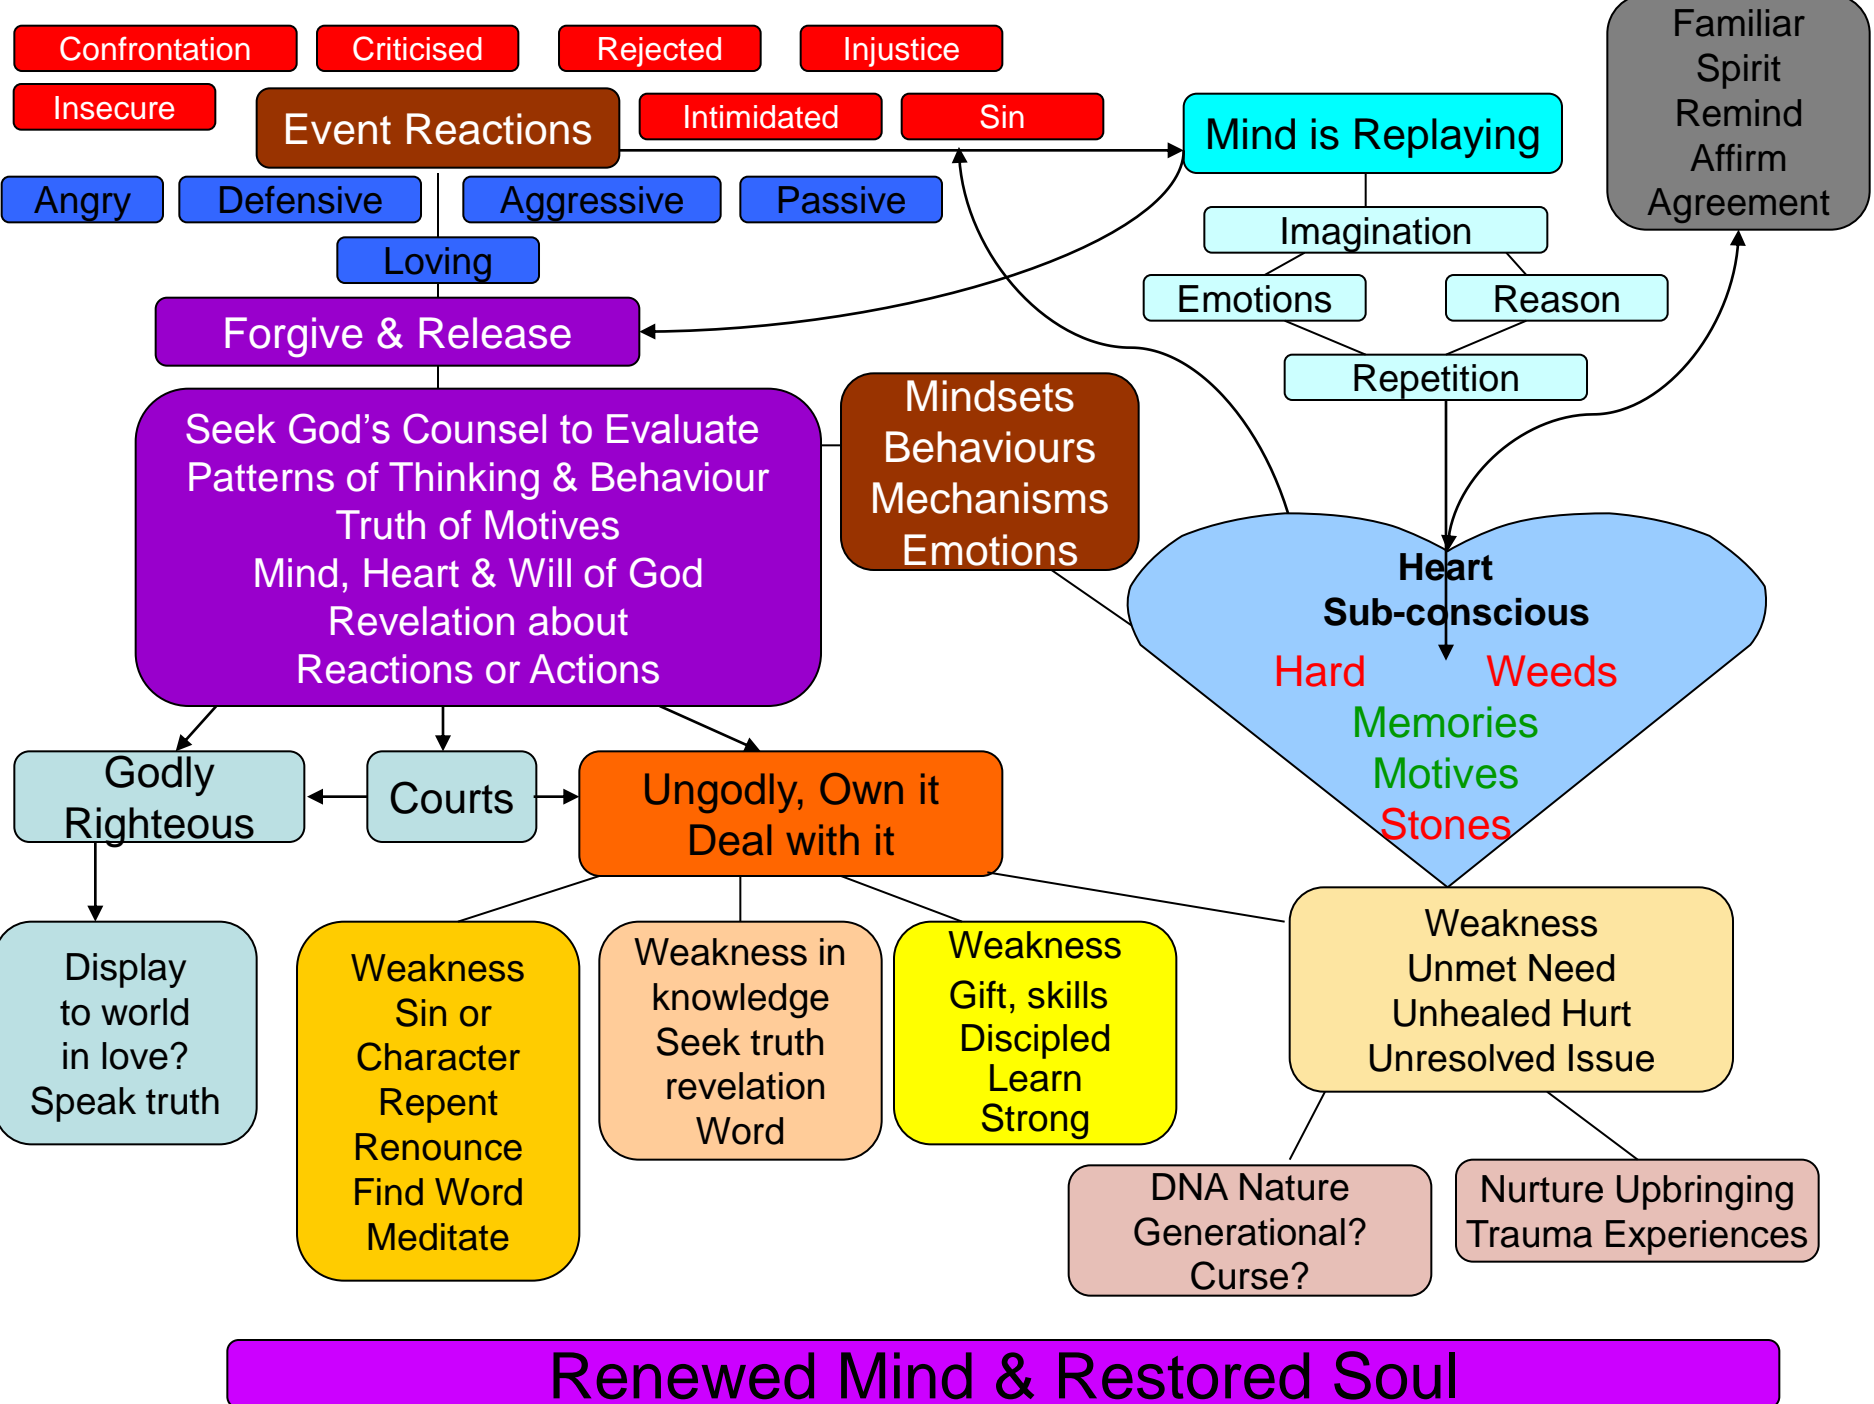 Confrontation
Criticised
Rejected
Injustice
Familiar
Spirit
Remind
Affirm
Agreement
Insecure
Event Reactions
Intimidated
Sin
Mind is Replaying
Angry
Defensive
Aggressive
Passive
Loving
Imagination
Emotions
Reason
Repetition
Forgive & Release
Seek God’s Counsel to Evaluate
Patterns of Thinking & Behaviour
Truth of Motives
Mind, Heart & Will of God
Revelation about
Reactions or Actions
Mindsets
Behaviours
Mechanisms
Emotions
Heart
Sub-conscious
Hard
Weeds
Memories
Motives
Stones
Godly
Righteous
Courts
Ungodly, Own it
Deal with it
Display
to world
in love?
Speak truth
Weakness
Sin or
Character
Repent
Renounce
Find Word
Meditate
Weakness in
knowledge
Seek truth
revelation
Word
Weakness
Gift, skills
Discipled
Learn
Strong
Weakness
Unmet Need
Unhealed Hurt
Unresolved Issue
DNA Nature
Generational?
Curse?
Nurture Upbringing
Trauma Experiences
Renewed Mind & Restored Soul